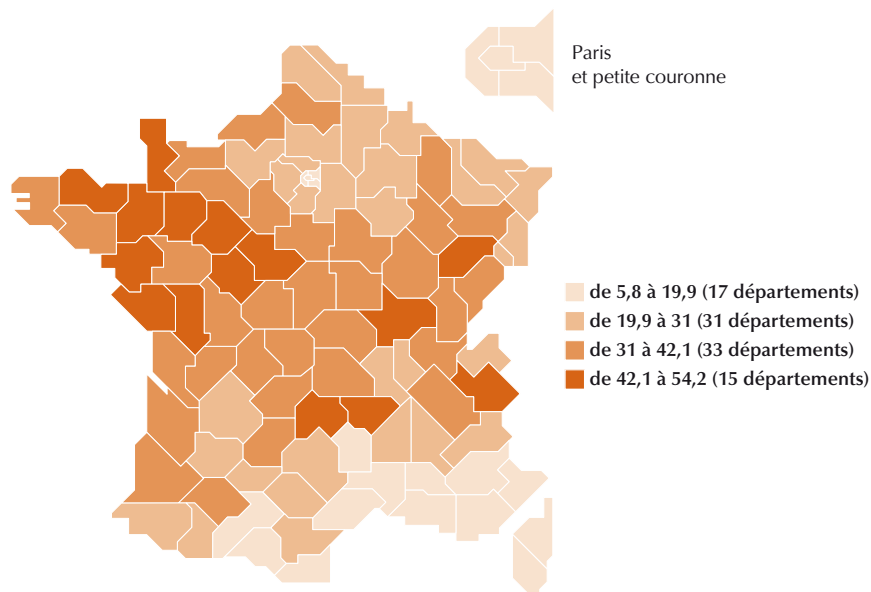 Paris
et petite couronne
de 5,8 à 19,9 (17 départements)
de 19,9 à 31 (31 départements)
de 31 à 42,1 (33 départements)
de 42,1 à 54,2 (15 départements)